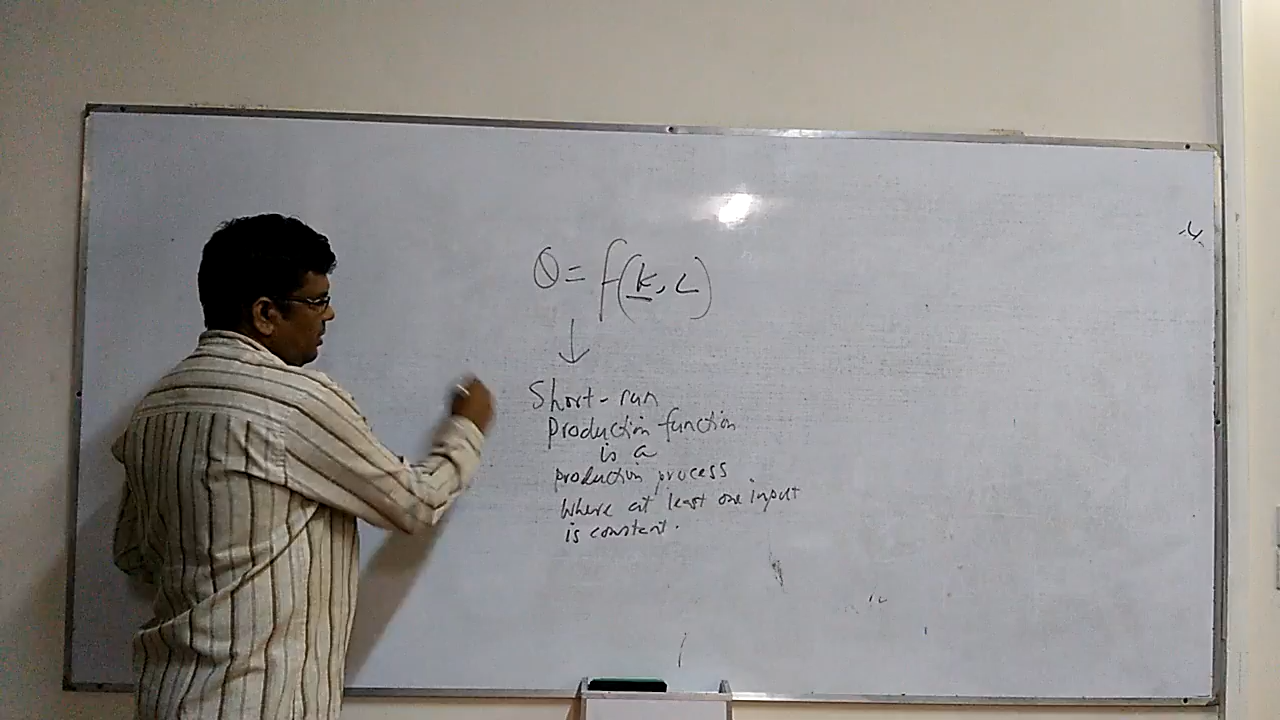 Q = f(K, L)
↓
Short-run
production function
is a
production process
where at least one input
is constant.